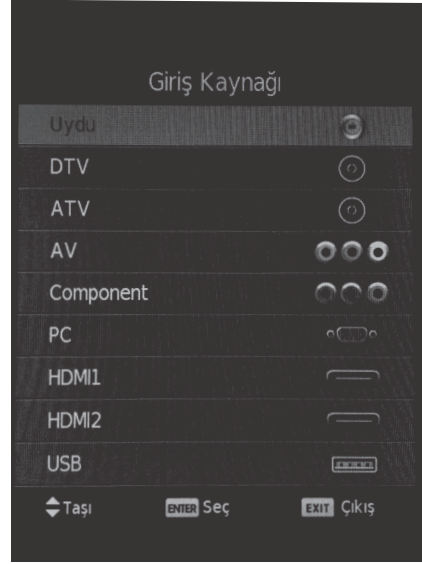 Giriş Kaynağı
Uydu
DTV
ATV
AV
Component
PC
HDMI1
HDMI2
USB
Taşı ENTER Seç EXIT Çıkış